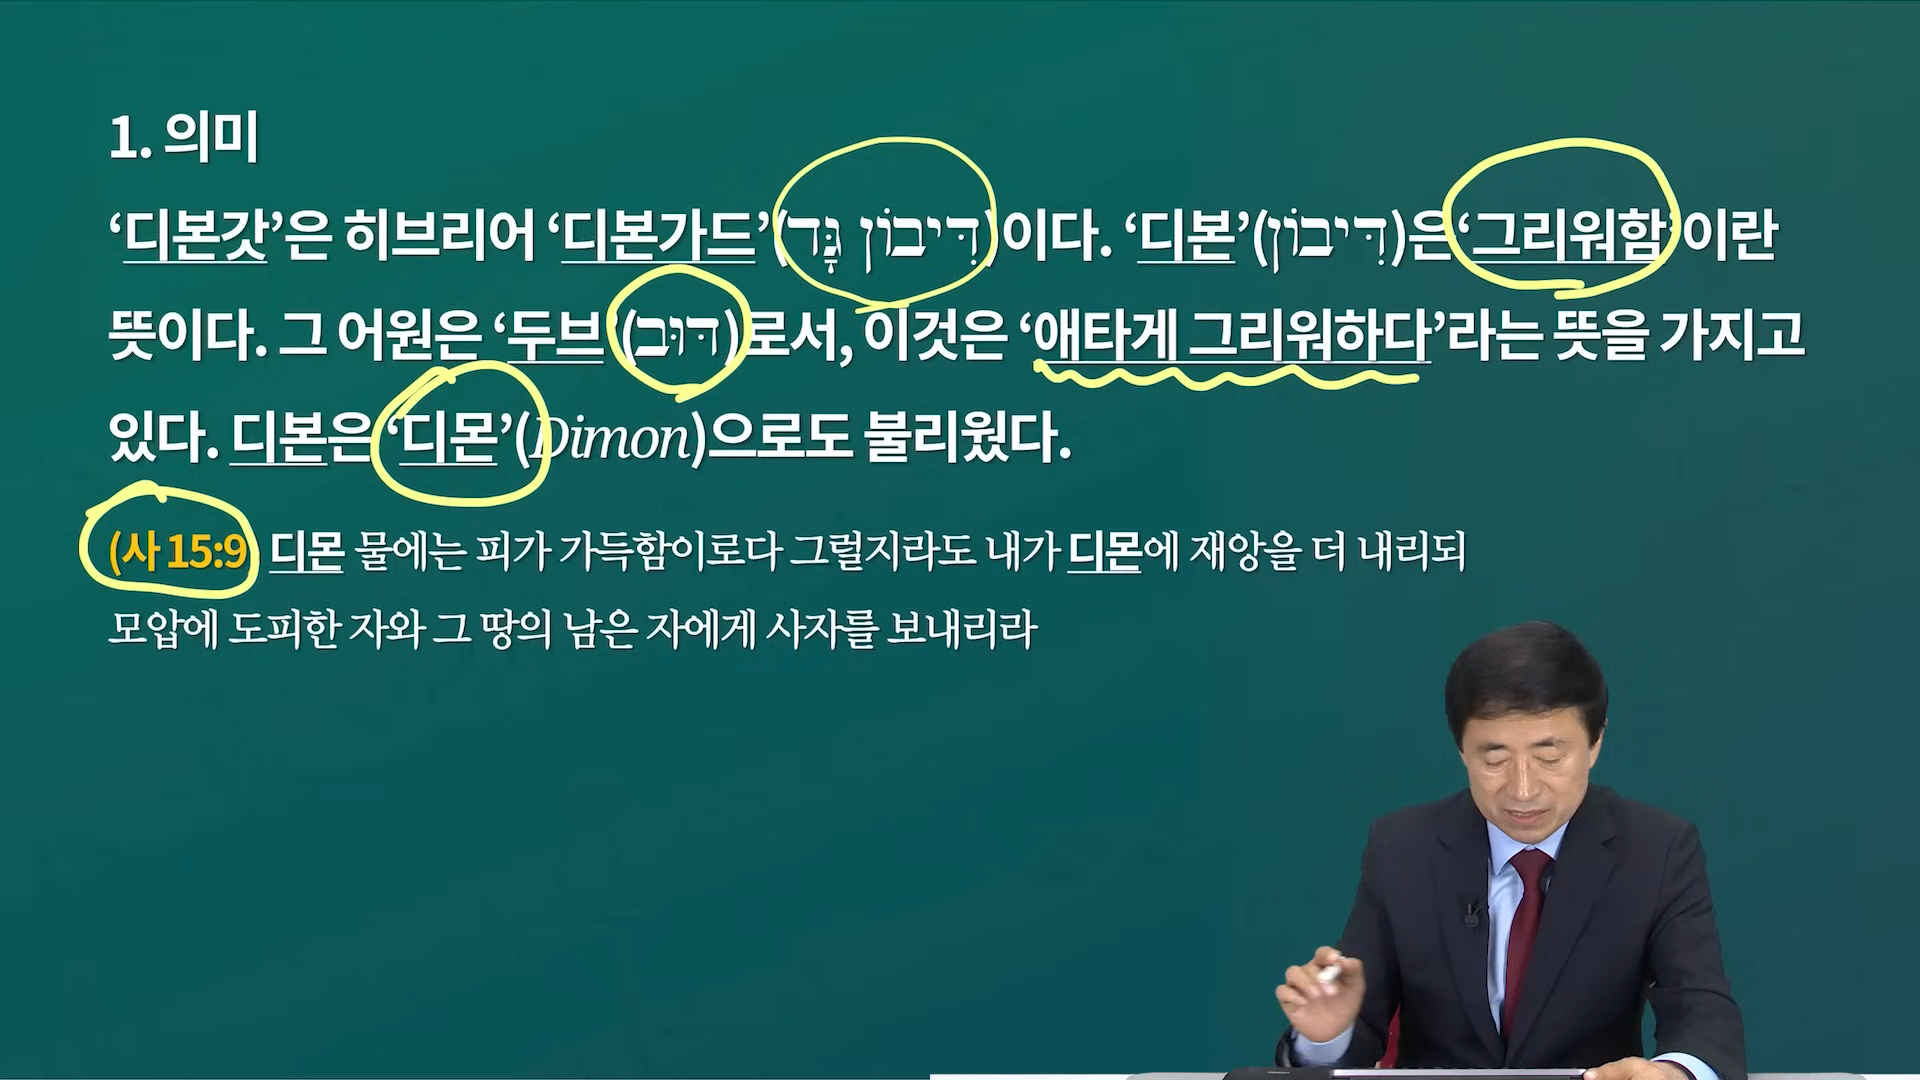 1. 의미
‘디본갓’은 히브리어 ‘디본가드’(דִּיבוֹן גָּד)이다. ‘디본’(דִּיבוֹן)은‘그리워함’이란
뜻이다. 그 어원은 ‘두브’(דּוּב)로서, 이것은 ‘애타게 그리워하다’라는 뜻을 가지고
있다. 디본은 ‘디몬’(Dimon)으로도 불리웠다.
(사 15:9) 디몬 물에는 피가 가득함이로다 그럴지라도 내가 디몬에 재앙을 더 내리되
모압에 도피한 자와 그 땅의 남은 자에게 사자를 보내리라